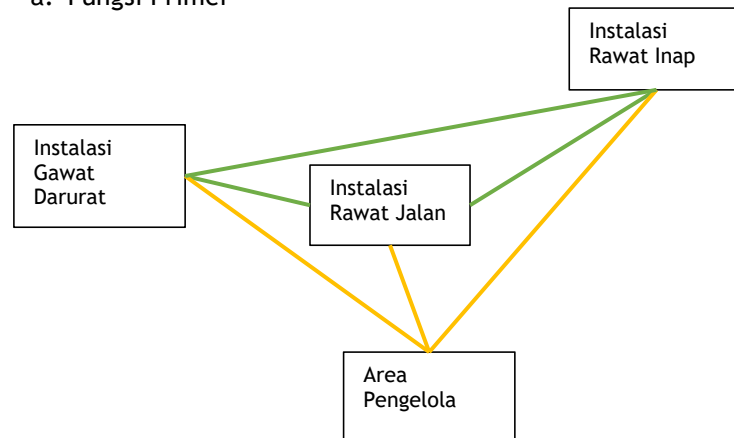 a. Fungsi Primer
Instalasi
Rawat Inap
Instalasi
Gawat
Darurat
Instalasi
Rawat Jalan
Area
Pengelola